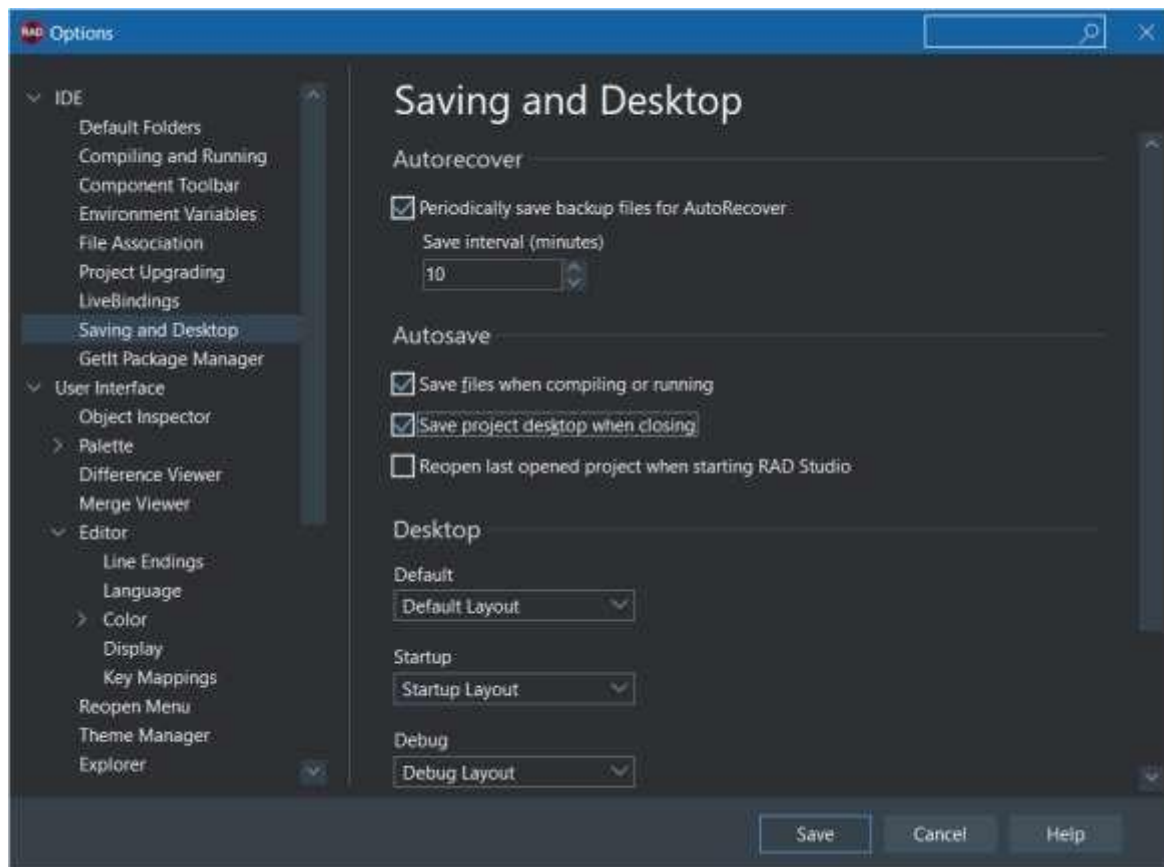 RAD Options
IDE
Default Folders
Compiling and Running
Component Toolbar
Environment Variables
File Association
Project Upgrading
LiveBindings
Saving and Desktop
GetIt Package Manager
User Interface
Object Inspector
Palette
Difference Viewer
Merge Viewer
Editor
Line Endings
Language
Color
Display
Key Mappings
Reopen Menu
Theme Manager
Explorer
Saving and Desktop
Autorecover
Periodically save backup files for AutoRecover
Save interval (minutes)
10
Autosave
Save files when compiling or running
Save project desktop when closing
Reopen last opened project when starting RAD Studio
Desktop
Default
Default Layout
Startup
Startup Layout
Debug
Debug Layout
Save Cancel Help